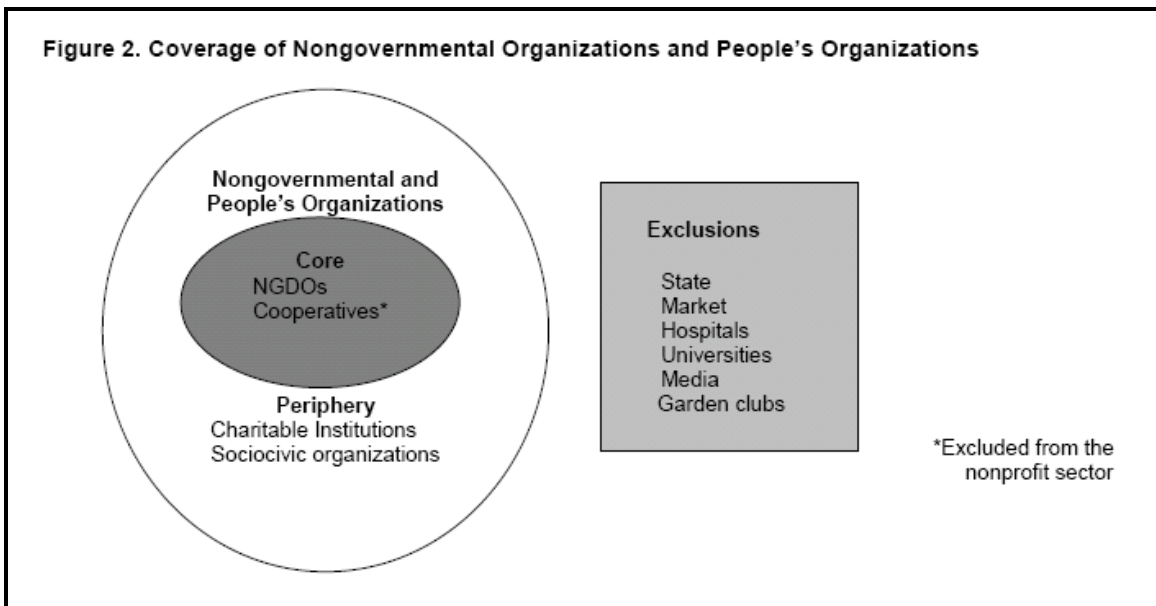 Figure 2. Coverage of Nongovernmental Organizations and People's Organizations
Nongovernmental and
People's Organizations
Core
NGDOs
Cooperatives*
Periphery
Charitable Institutions
Sociocivic organizations
Exclusions
State
Market
Hospitals
Universities
Media
Garden clubs
*Excluded from the
nonprofit sector